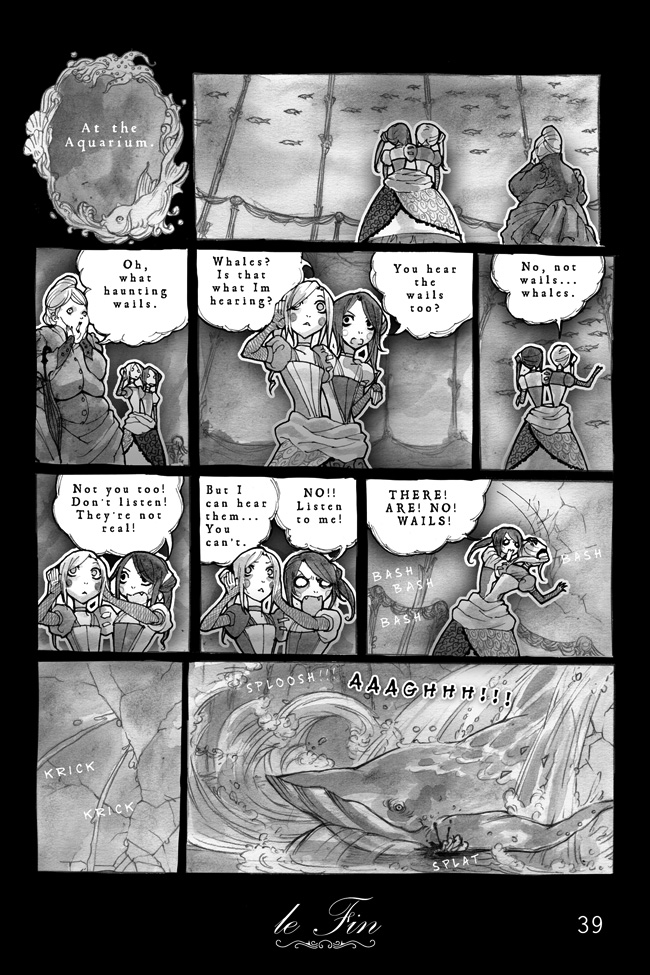 At the
Aquarium.
Oh,
what
haunting
wails.
Whales?
Is that
what Im
hearing?
You hear
the
wails
too?
No, not
wails...
whales.
Not you too!
Don't listen!
They're not
real!
But I
can hear
them...
You
can't.
NO!!
Listen
to me!
THERE!
ARE! NO!
WAILS!
BASH
BASH
BASH
BASH
KRICK
KRICK
SPLOOSH!!!
AAAGHHH!!!
SPLAT
le Fin
39